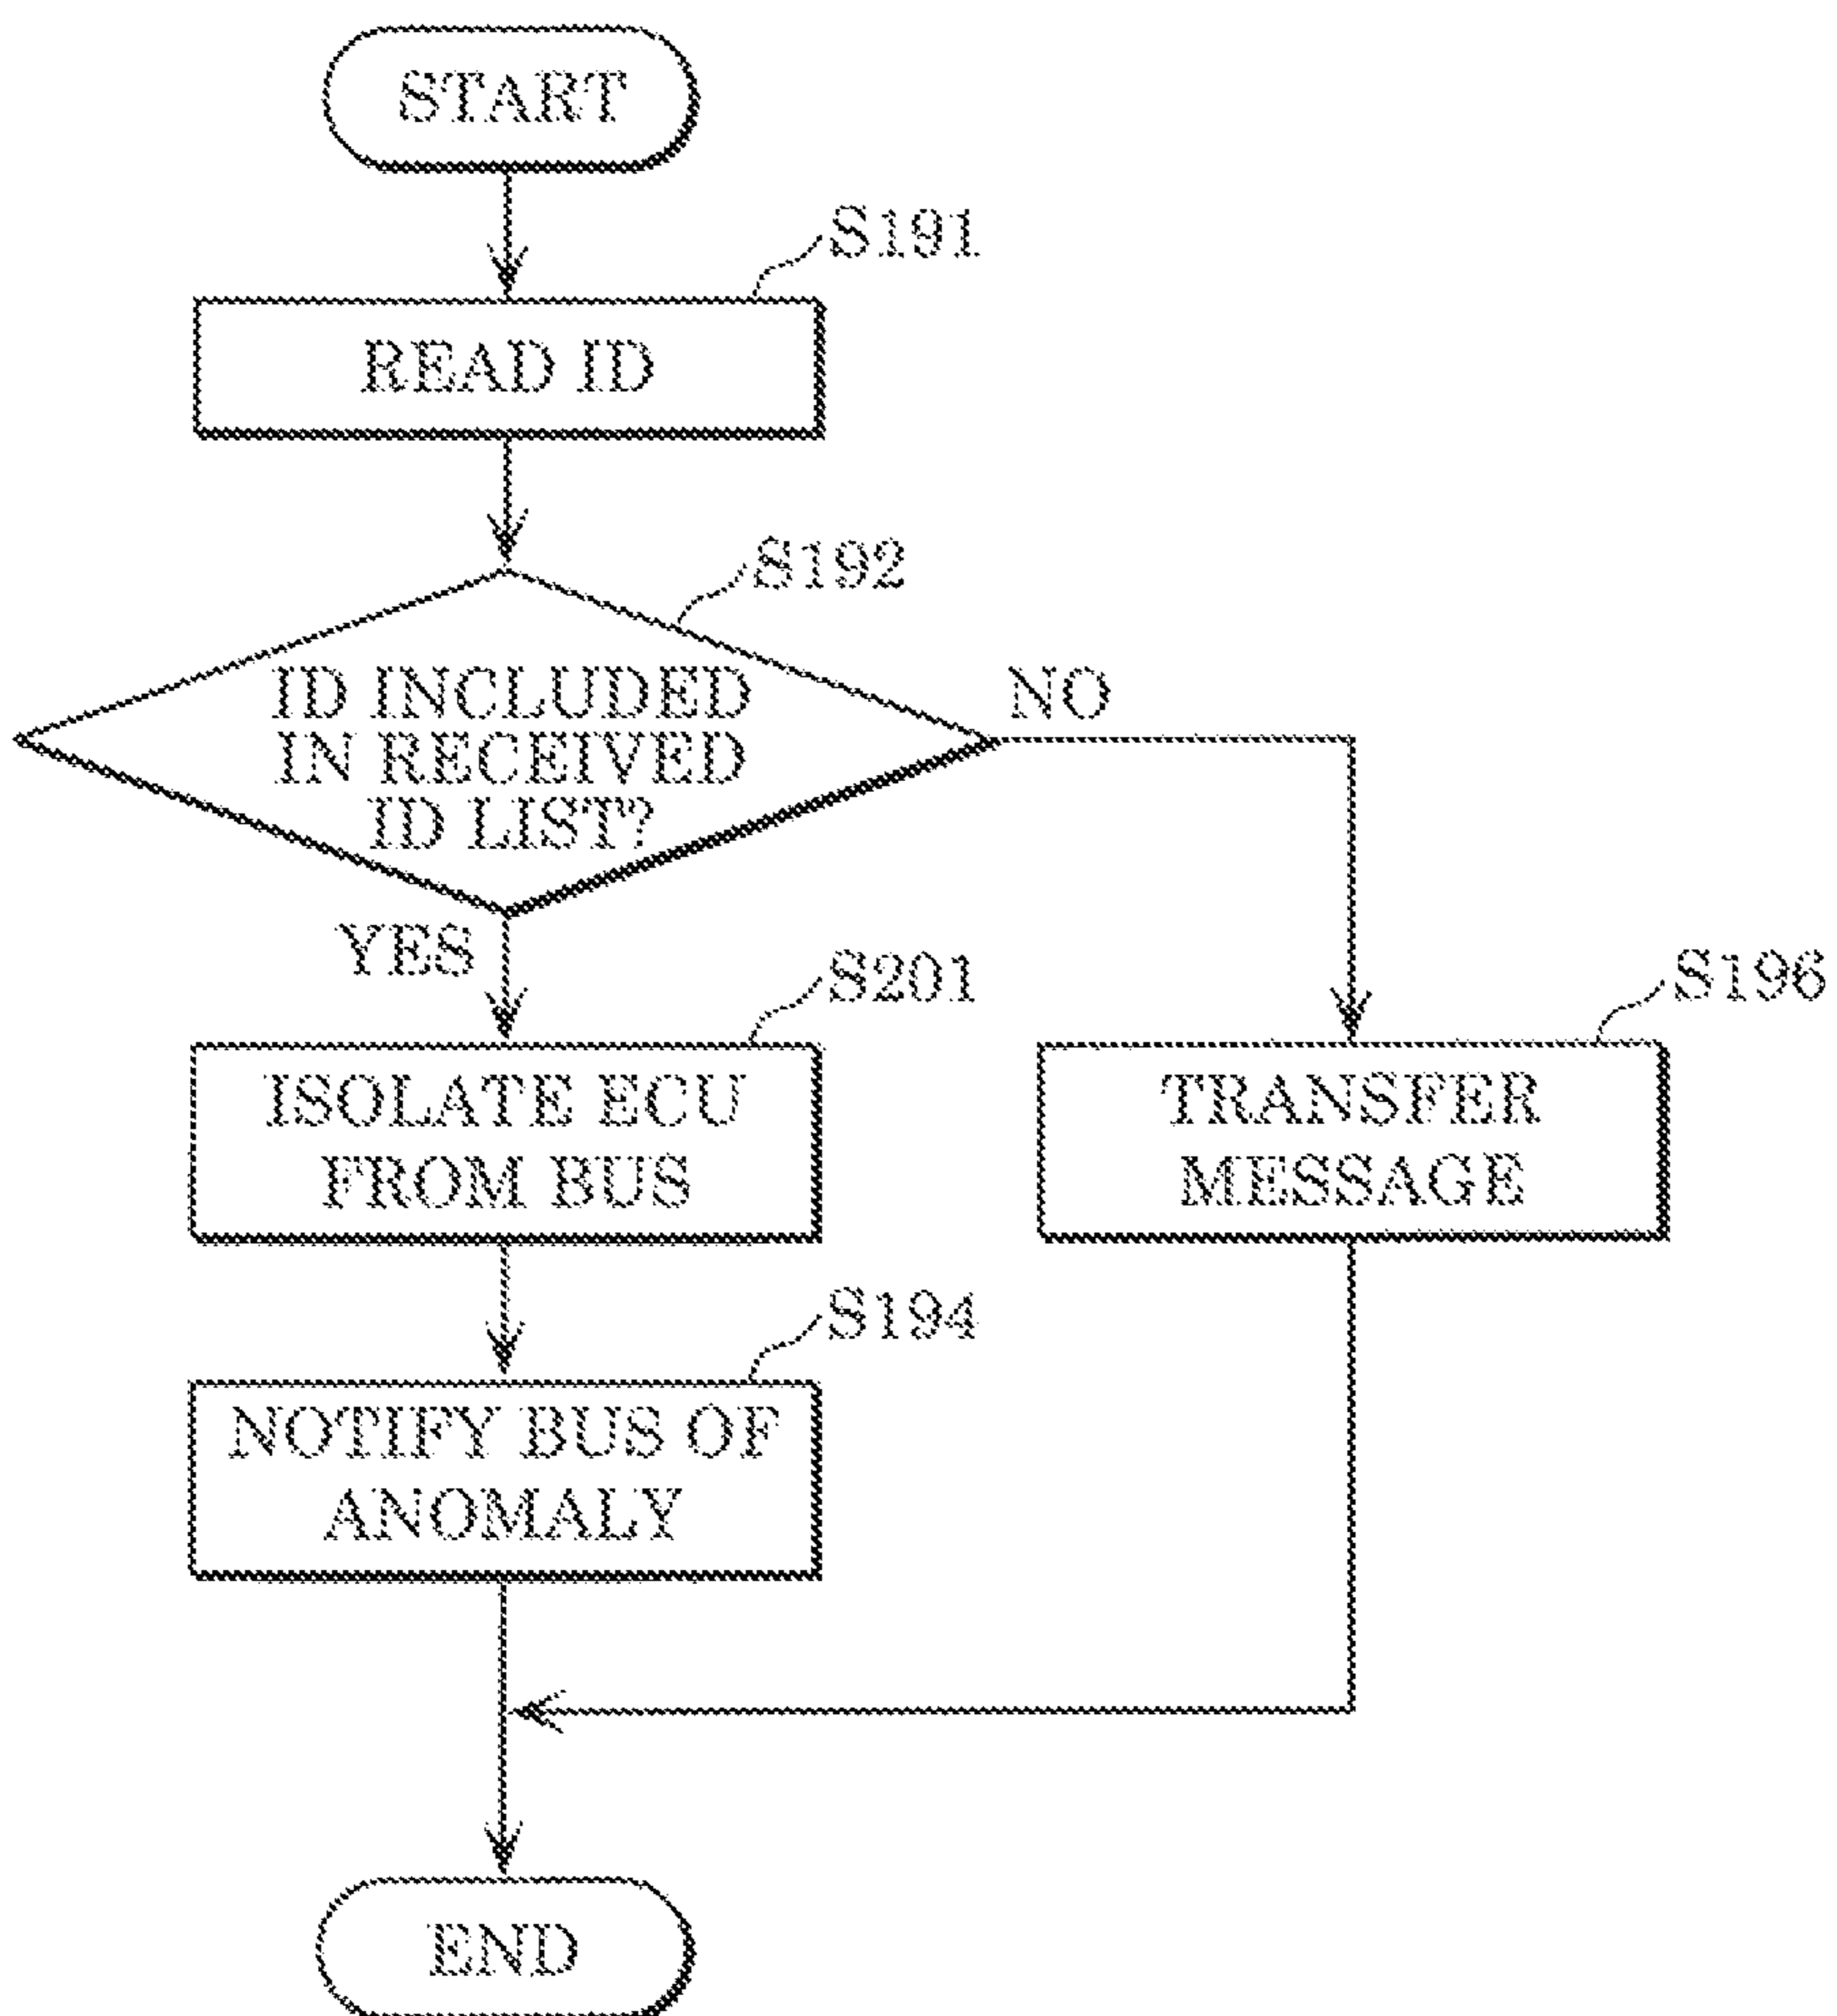 START
S191
READ ID
S192
ID INCLUDED
IN RECEIVED
ID LIST?
NO
YES
S201
ISOLATE ECU
FROM BUS
S196
TRANSFER
MESSAGE
S194
NOTIFY BUS OF
ANOMALY
END